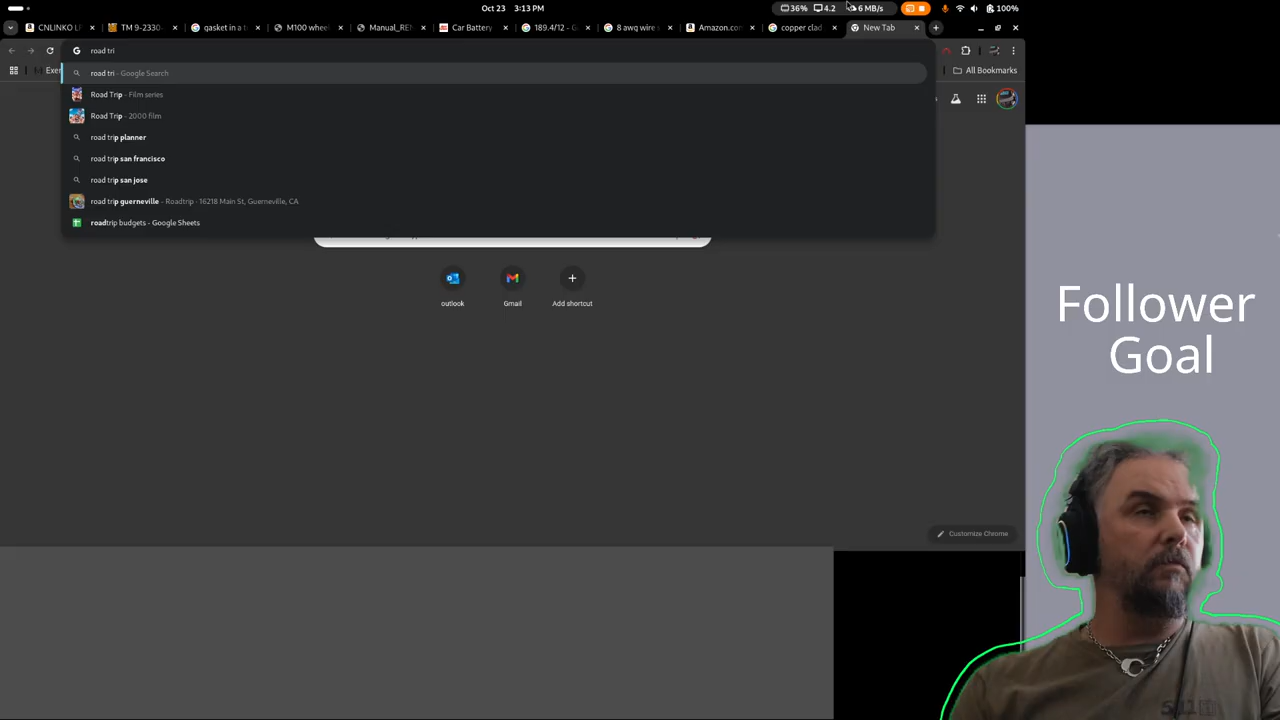 Oct 23 3:13 PM
36% 4.2 6 MB/s 100%
CNLINKO LP
TM 9-2330-
gasket in a t
M100 wheel
Manual_RE
Car Battery
189.4/12 - G
8 awg wire
Amazon.co
copper clad
New Tab
road tri
All Bookmarks
road tri - Google Search
Road Trip - Film series
Road Trip - 2000 film
road trip planner
road trip san francisco
road trip san jose
road trip guerneville - Roadtrip - 16218 Main St, Guerneville, CA
roadtrip budgets - Google Sheets
outlook
Gmail
Add shortcut
Customize Chrome
Follower
Goal